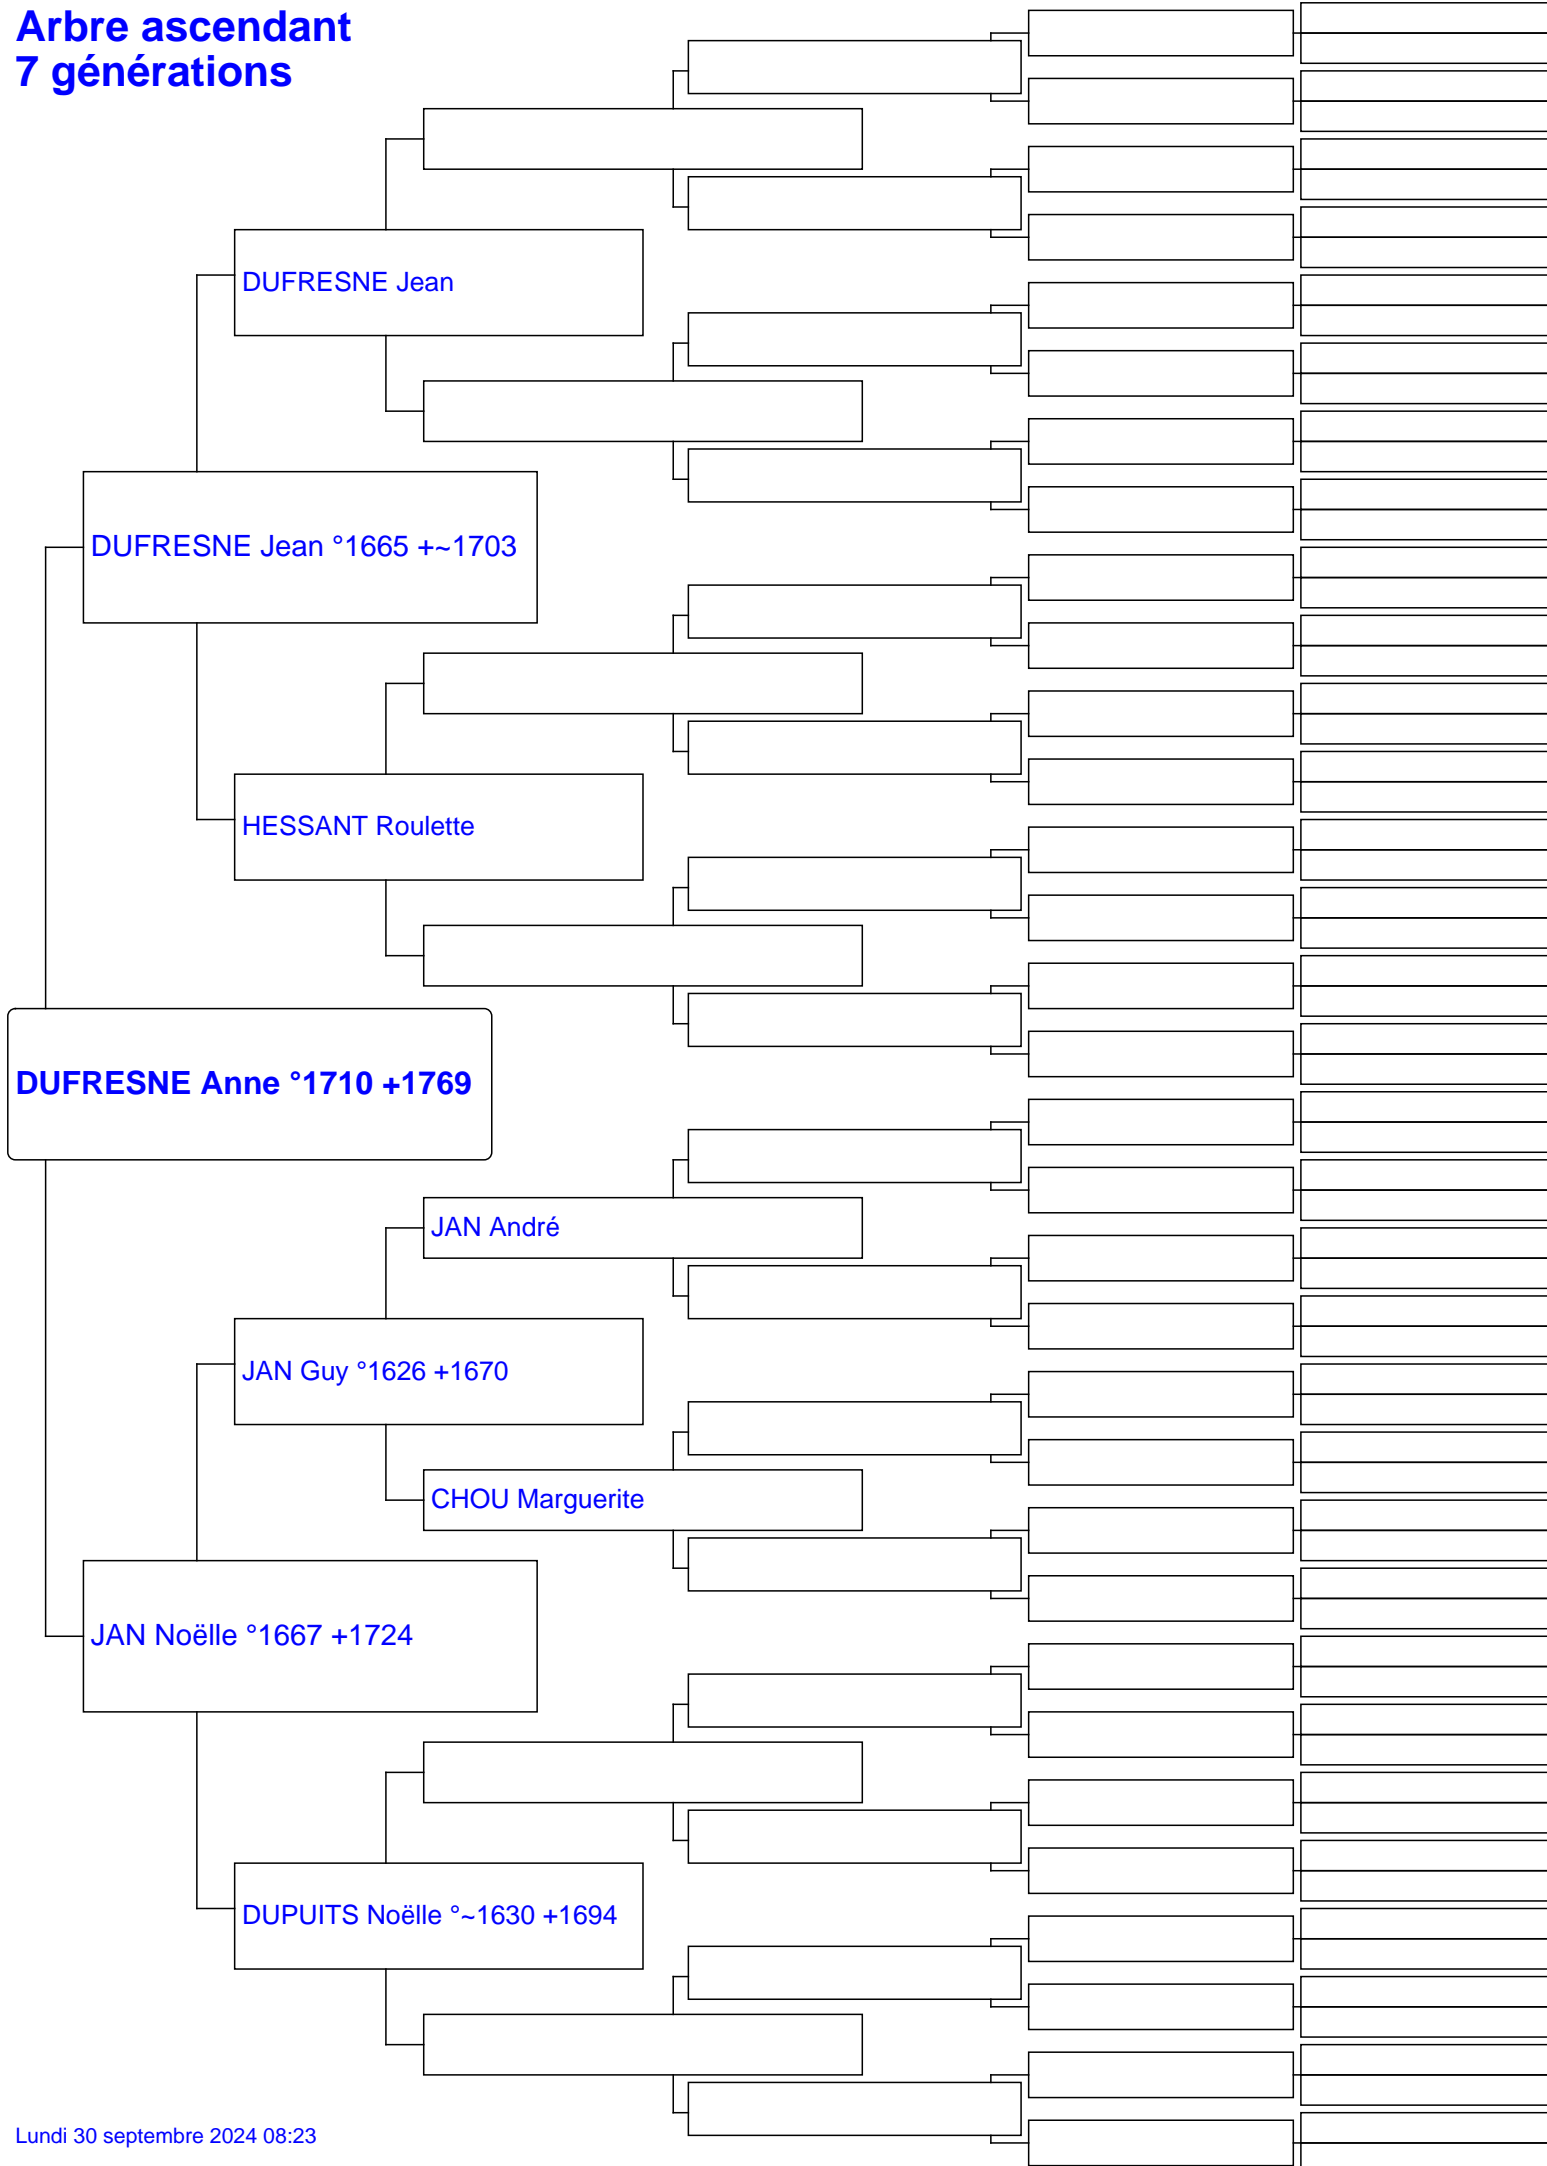 Arbre ascendant
7 générations
DUFRESNE Jean
DUFRESNE Jean °1665 +~1703
HESSANT Roulette
DUFRESNE Anne °1710 +1769
JAN André
JAN Guy °1626 +1670
CHOU Marguerite
JAN Noëlle °1667 +1724
DUPUITS Noëlle °~1630 +1694
Lundi 30 septembre 2024 08:23